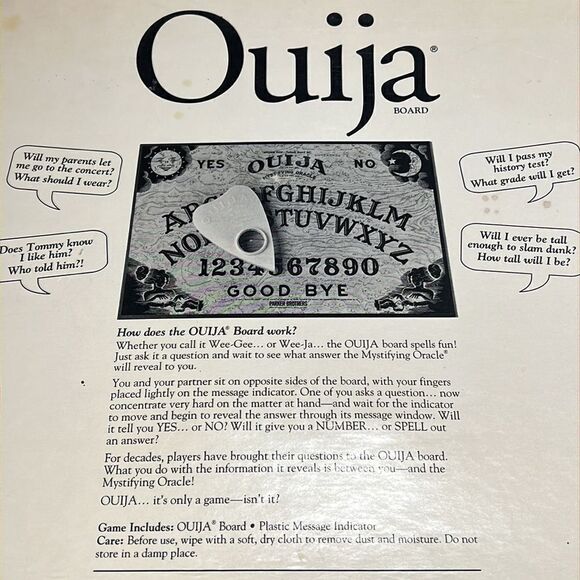 Ouija®
BOARD
Will my parents let
me go to the concert?
What should I wear?
Will I pass my
history test?
What grade will I get?
Does Tommy know
I like him?
Who told him?!
Will I ever be tall
enough to slam dunk?
How tall will I be?
YES OUIJA NO
MYSTIFYING ORACLE
FGHIJKLM
NO TUVWXYZ
1234567890
GOOD BYE
PARKER BROTHERS
How does the OUIJA® Board work?
Whether you call it Wee-Gee... or Wee-Ja... the OUIJA board spells fun!
Just ask it a question and wait to see what answer the Mystifying Oracle®
will reveal to you.
You and your partner sit on opposite sides of the board, with your fingers
placed lightly on the message indicator. One of you asks a question... now
concentrate very hard on the matter at hand—and wait for the indicator
to move and begin to reveal the answer through its message window. Will
it tell you YES... or NO? Will it give you a NUMBER... or SPELL out
an answer?
For decades, players have brought their questions to the OUIJA board.
What you do with the information it reveals is between you—and the
Mystifying Oracle!
OUIJA... it's only a game—isn't it?
Game Includes: OUIJA® Board • Plastic Message Indicator
Care: Before use, wipe with a soft, dry cloth to remove dust and moisture. Do not
store in a damp place.